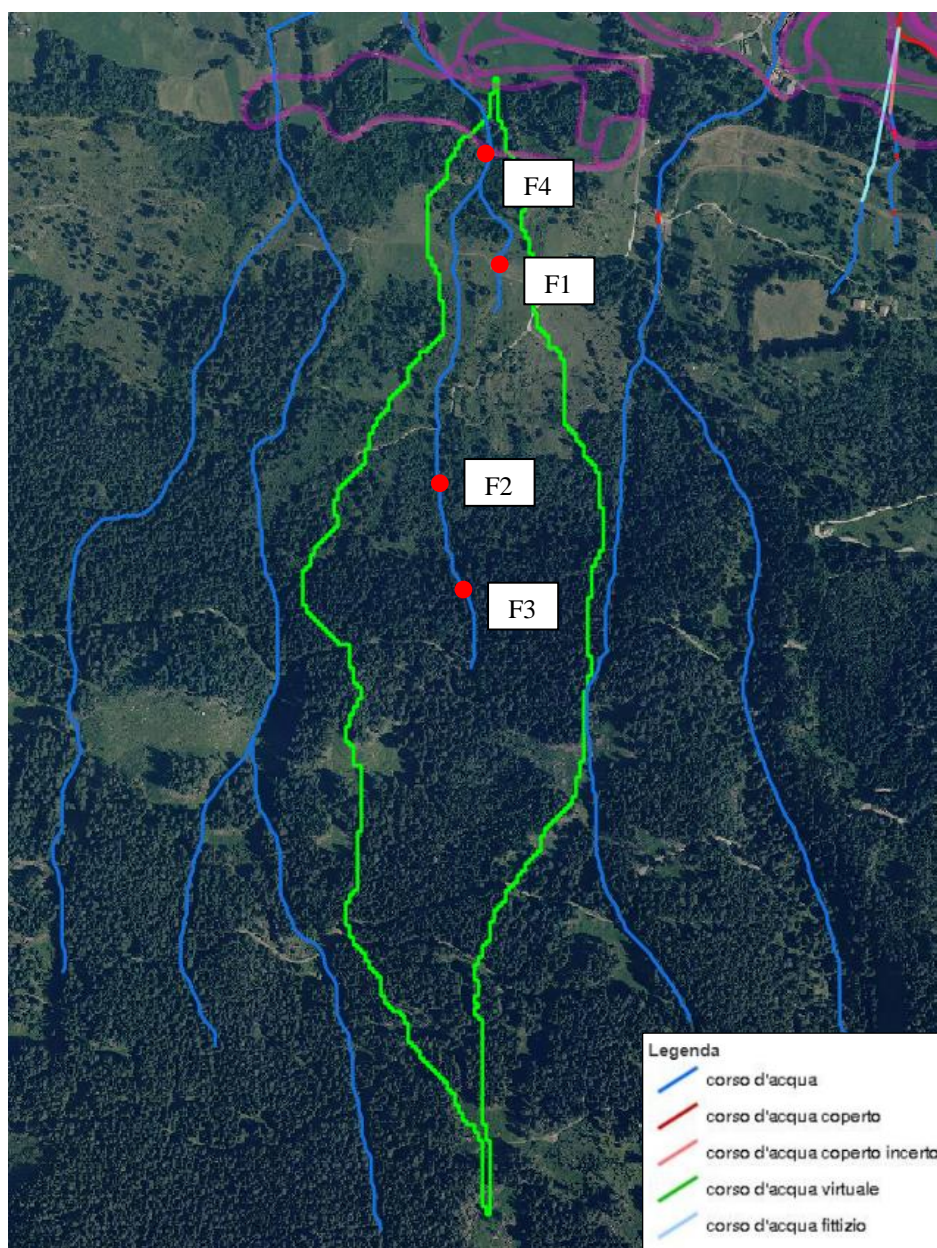 F4
F1
F2
F3
Legenda
corso d'acqua
corso d'acqua coperto
corso d'acqua coperto incerto
corso d'acqua virtuale
corso d'acqua fittizio